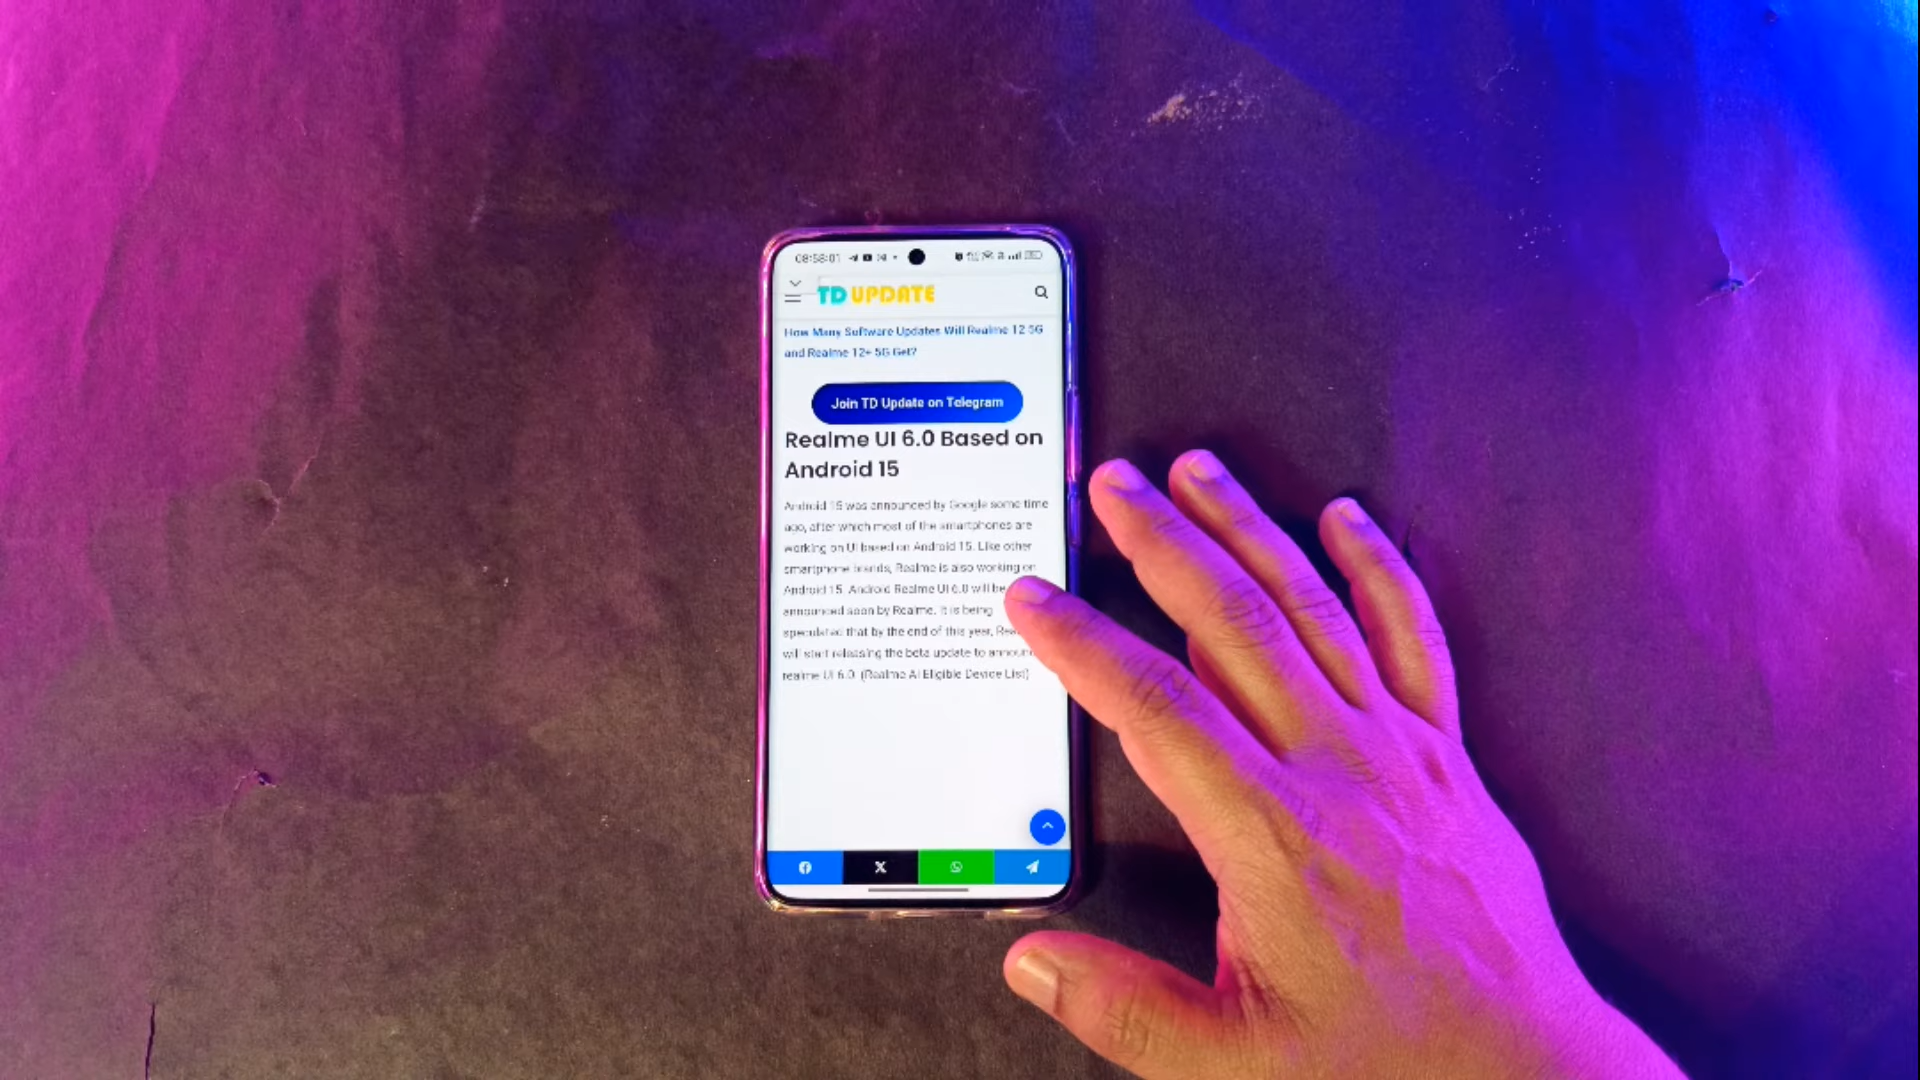 08:58:01
TD UPDATE
How Many Software Updates Will Realme 12 5G
and Realme 12+ 5G Get?
Join TD Update on Telegram
Realme UI 6.0 Based on
Android 15
Android 15 was announced by Google some time
ago, after which most of the smartphones are
working on UI based on Android 15. Like other
smartphone brands, Realme is also working on
Android 15. Android Realme UI 6.0 will be
announced soon by Realme. It is being
speculated that by the end of this year,
will start releasing the beta update to
realme UI 6.0. (Realme AI Eligible Device List)